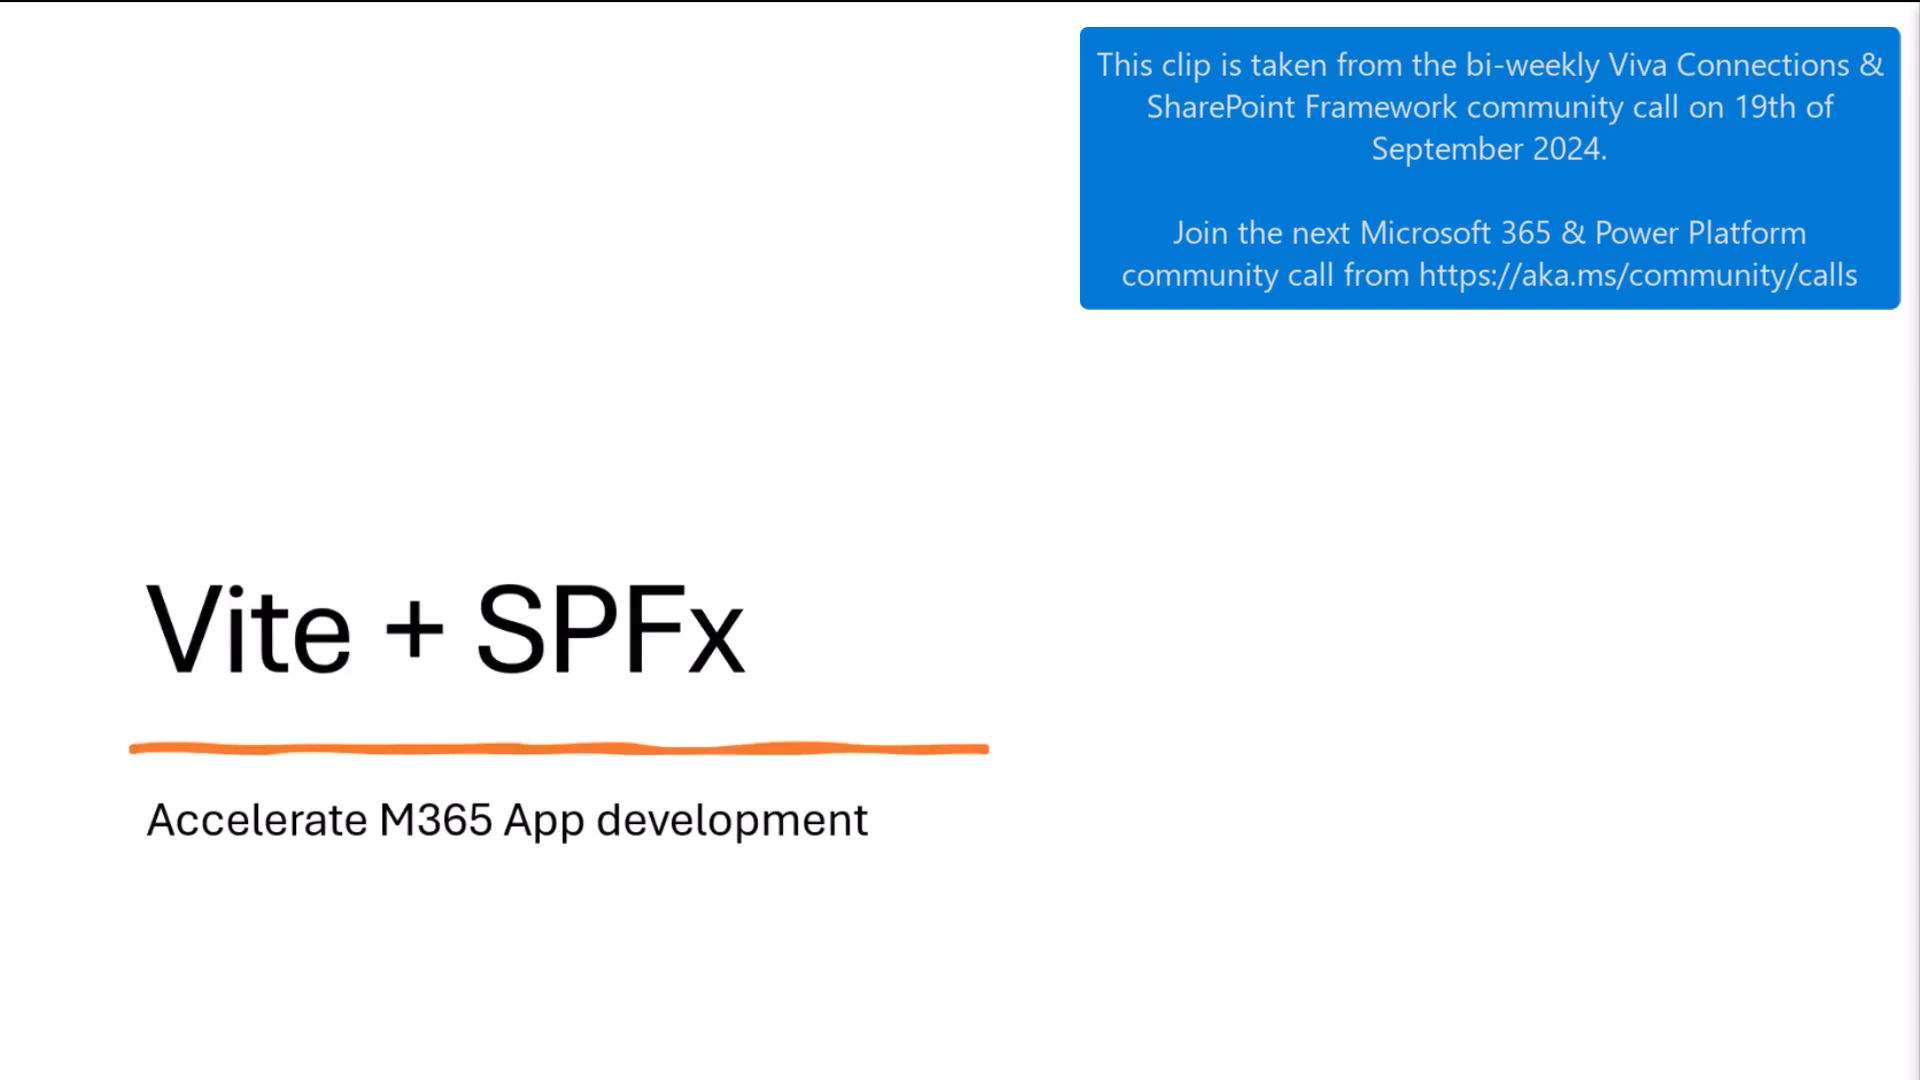 This clip is taken from the bi-weekly Viva Connections &
SharePoint Framework community call on 19th of
September 2024.
Join the next Microsoft 365 & Power Platform
community call from https://aka.ms/community/calls
Vite + SPFx
Accelerate M365 App development